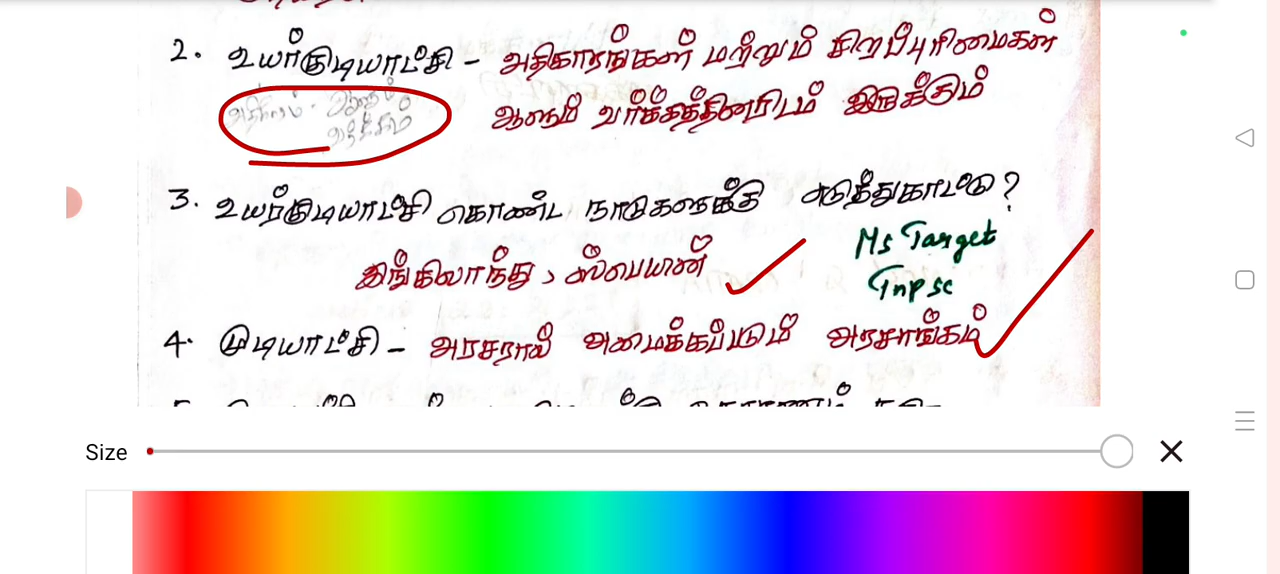 2. உயர்குடியாட்சி - அதிகாரங்கள் மற்றும் சிறப்புரிமைகள்
ஆளும் வர்க்கத்தினரிடம் இருக்கும்
3. உயர்குடியாட்சி கொண்ட நாடுகளுக்கு எடுத்துகாட்டு?
இங்கிலாந்து, ஸ்பெயின்
Ms Target
Tnpsc
4. முடியாட்சி - அரசரால் அமைக்கப்படும் அரசாங்கம்
Size